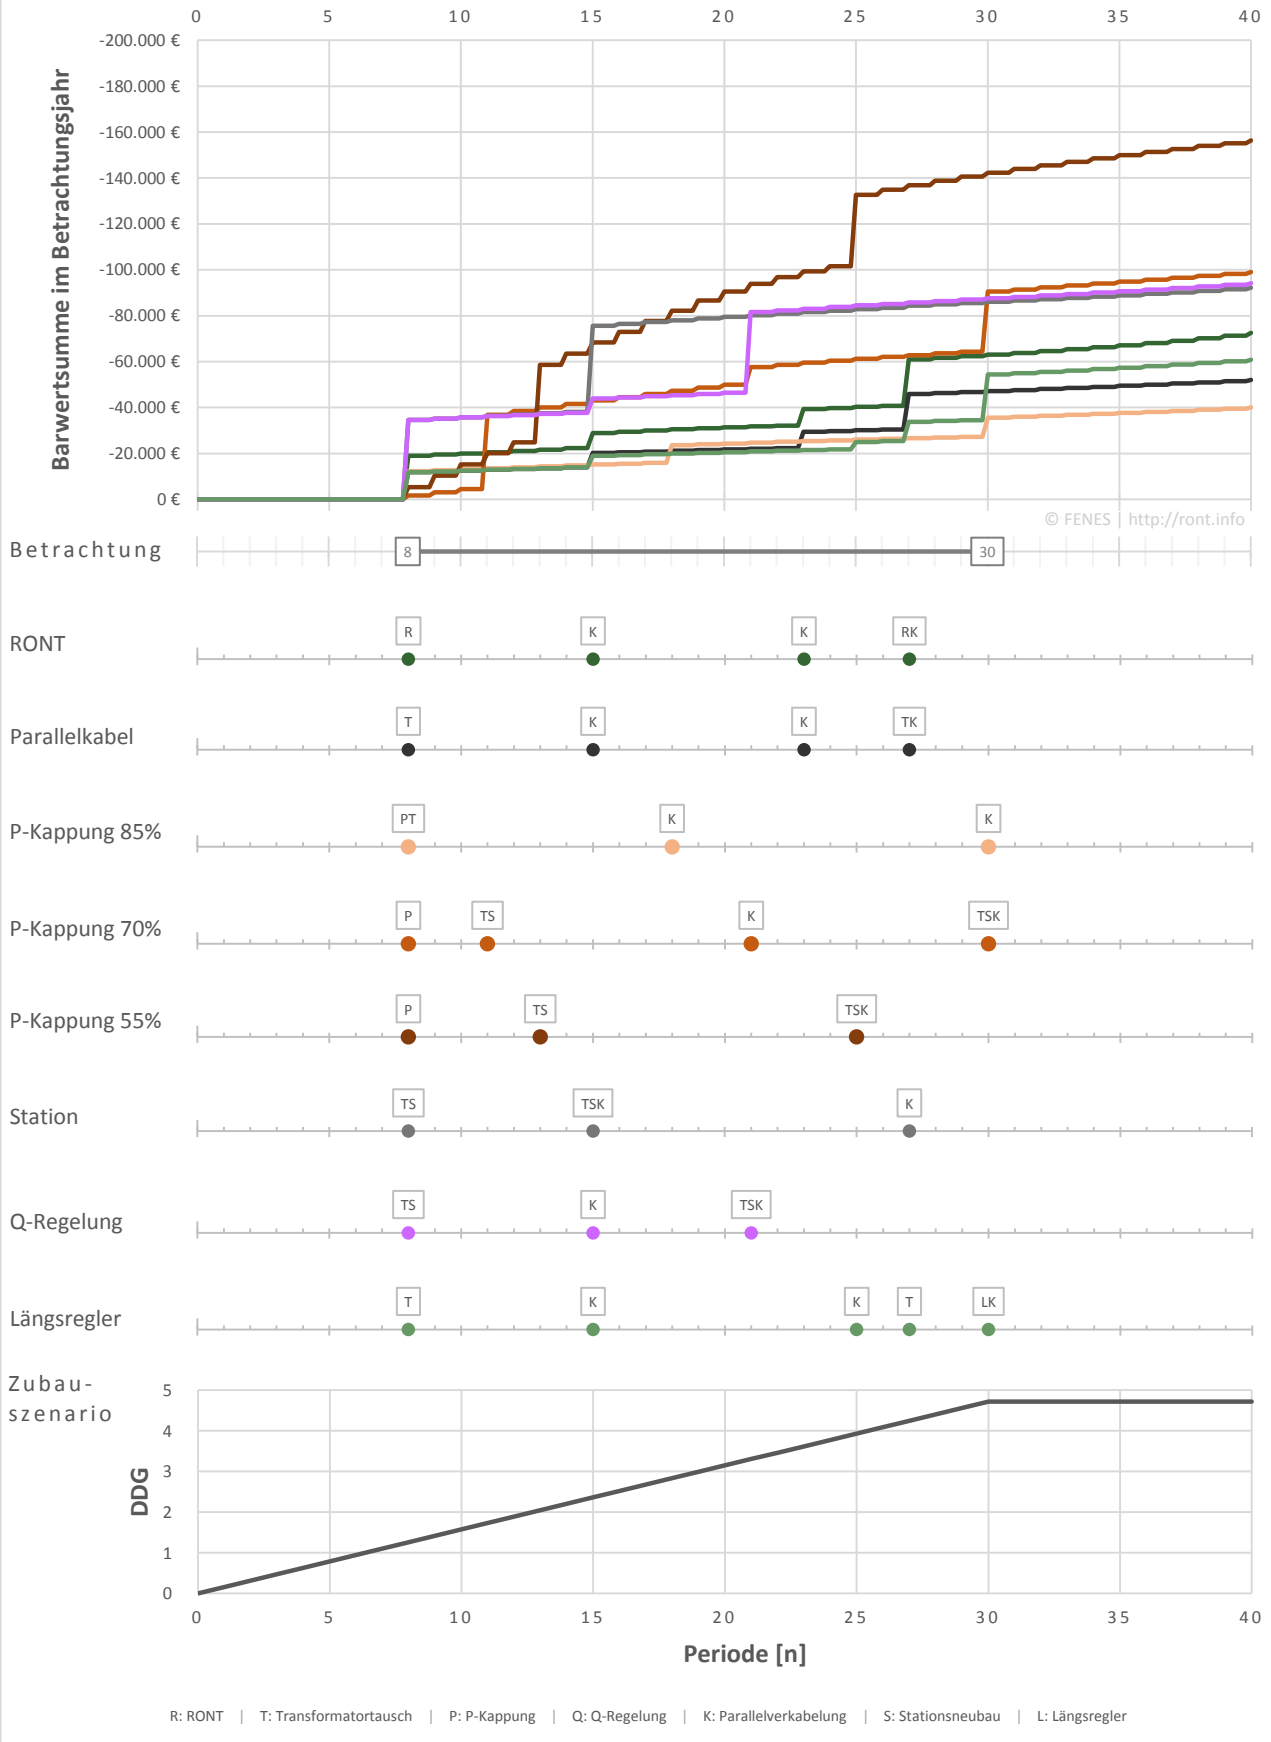 0 5 10 15 20 25 30 35 40
Barwertsumme im Betrachtungsjahr
-200.000 €
-180.000 €
-160.000 €
-140.000 €
-120.000 €
-100.000 €
-80.000 €
-60.000 €
-40.000 €
-20.000 €
0 €
© FENES | http://ront.info
Betrachtung
8 30
RONT
R K K RK
Parallelkabel
T K K TK
P-Kappung 85%
PT K K
P-Kappung 70%
P TS K TSK
P-Kappung 55%
P TS TSK
Station
TS TSK K
Q-Regelung
TS K TSK
Längsregler
T K K T LK
Zubau-
szenario
DDG
5
4
3
2
1
0
0 5 10 15 20 25 30 35 40
Periode [n]
R: RONT | T: Transformatortausch | P: P-Kappung | Q: Q-Regelung | K: Parallelverkabelung | S: Stationsneubau | L: Längsregler